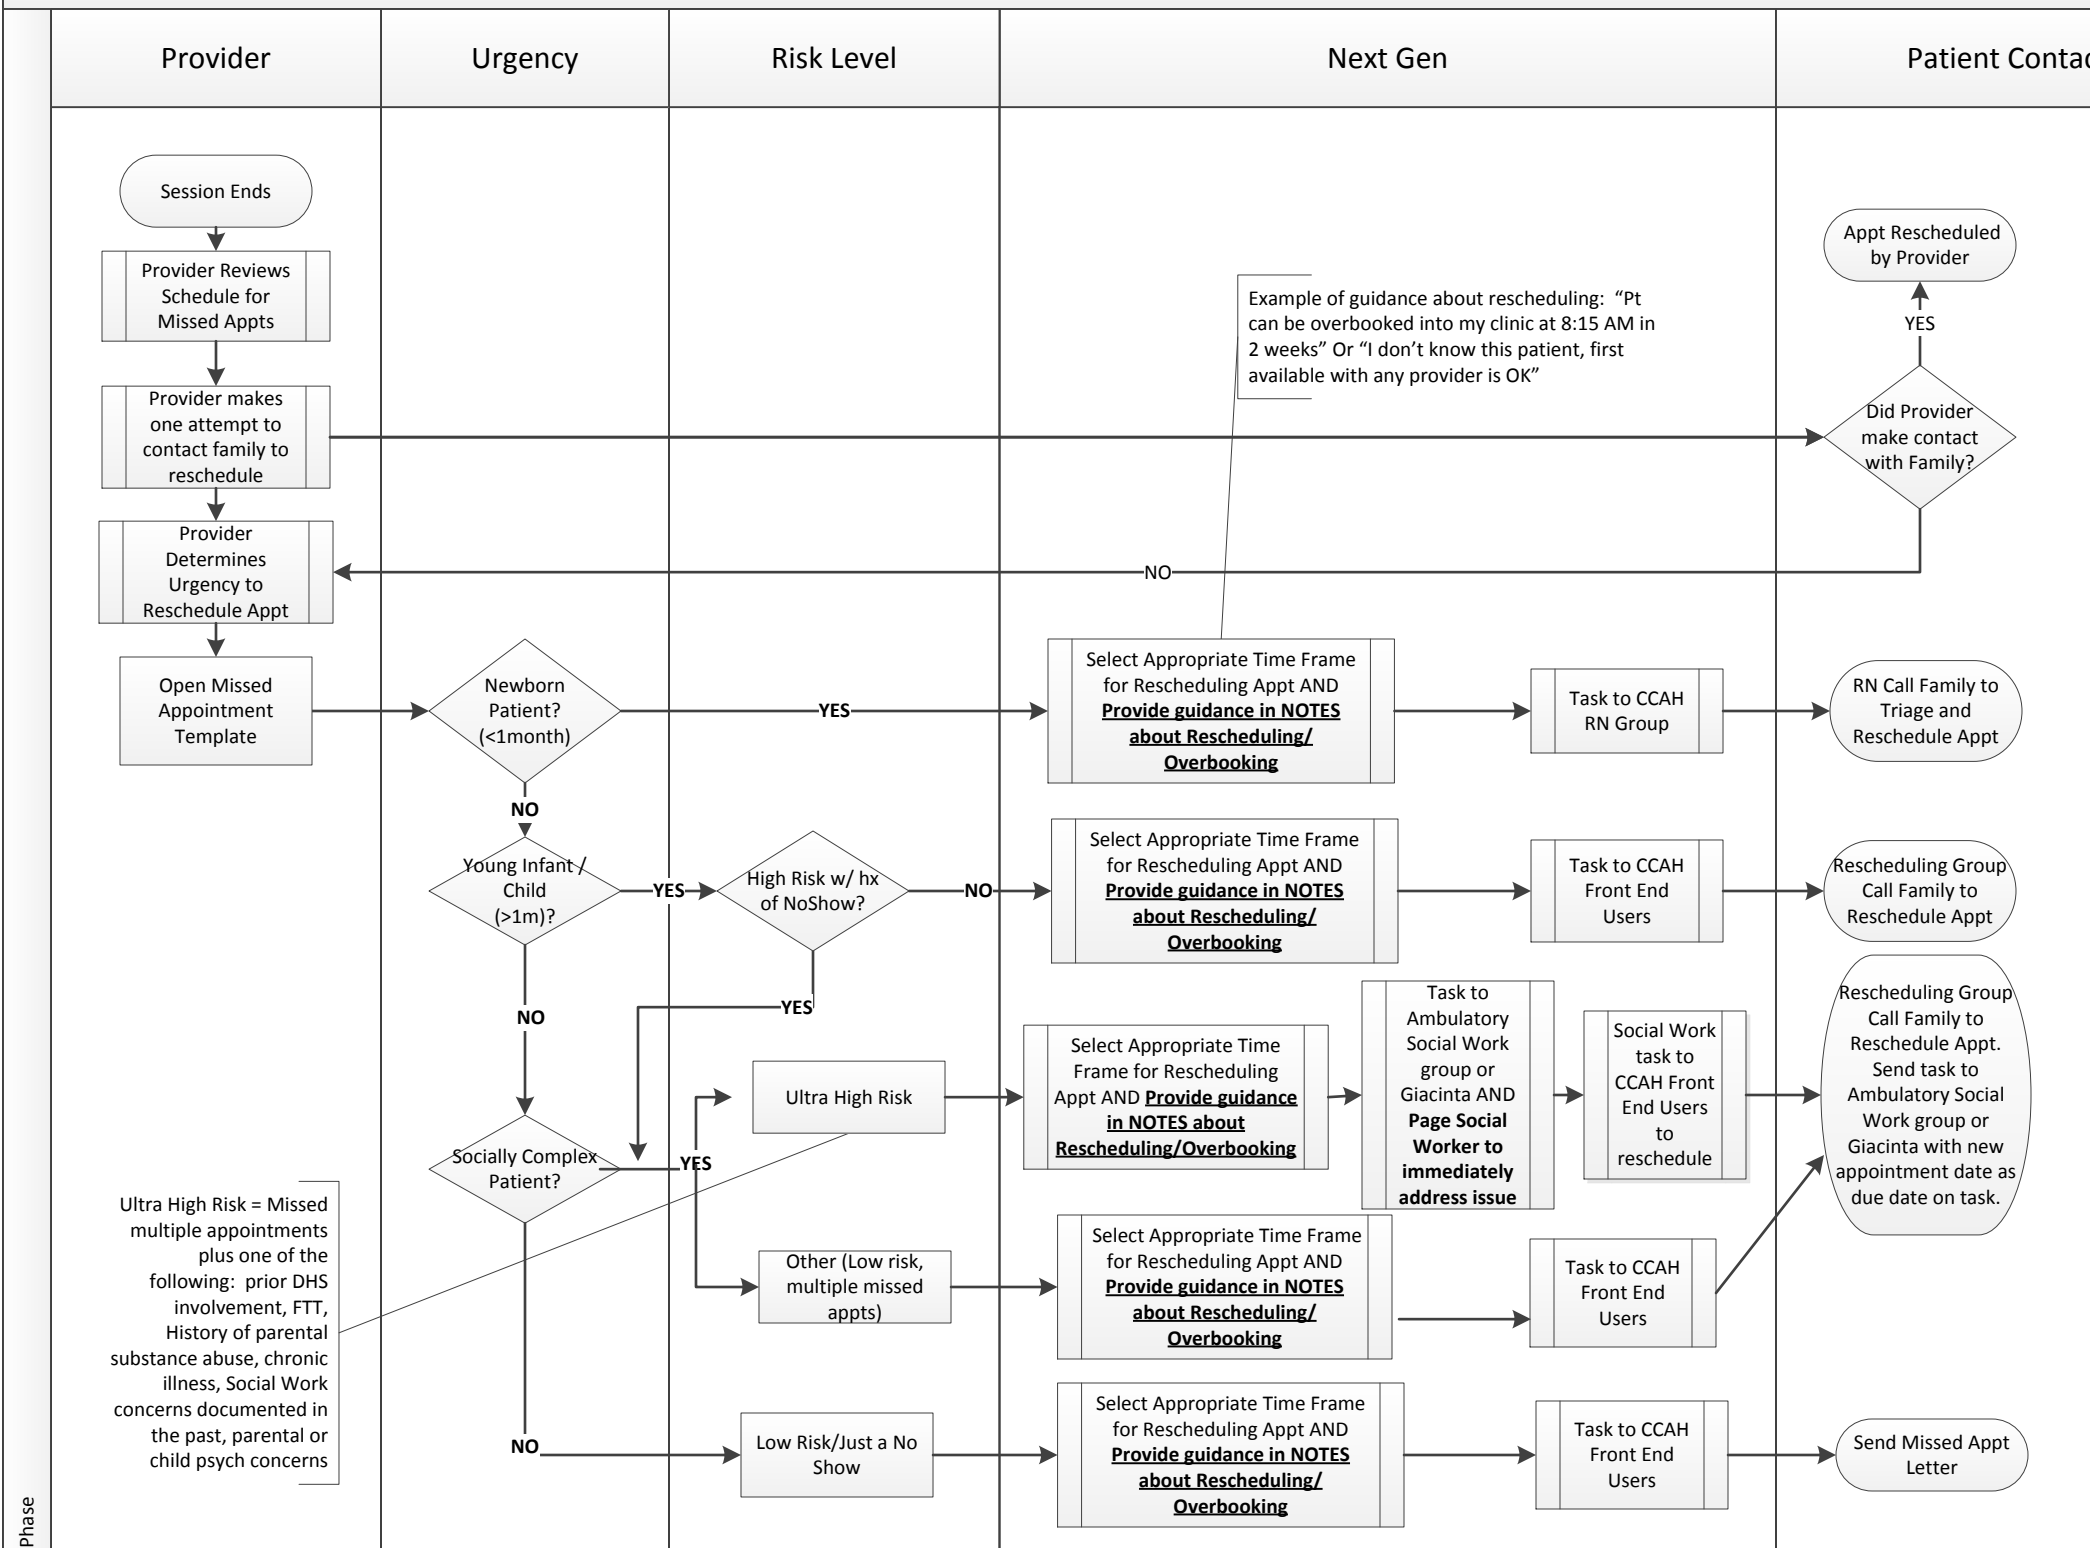 Provider
Urgency
Risk Level
Next Gen
Patient Contac
Session Ends
Provider Reviews
Schedule for
Missed Appts
Provider makes
one attempt to
contact family to
reschedule
Provider
Determines
Urgency to
Reschedule Appt
Open Missed
Appointment
Template
Example of guidance about rescheduling:  “Pt
can be overbooked into my clinic at 8:15 AM in
2 weeks” Or “I don’t know this patient, first
available with any provider is OK”
Appt Rescheduled
by Provider
YES
Did Provider
make contact
with Family?
NO
Newborn
Patient?
(<1month)
YES
Select Appropriate Time Frame
for Rescheduling Appt AND
Provide guidance in NOTES
about Rescheduling/
Overbooking
Task to CCAH
RN Group
RN Call Family to
Triage and
Reschedule Appt
NO
Young Infant /
Child
(>1m)?
YES
High Risk w/ hx
of NoShow?
NO
Select Appropriate Time Frame
for Rescheduling Appt AND
Provide guidance in NOTES
about Rescheduling/
Overbooking
Task to CCAH
Front End
Users
Rescheduling Group
Call Family to
Reschedule Appt
NO
YES
Socially Complex
Patient?
YES
Ultra High Risk
Select Appropriate Time
Frame for Rescheduling
Appt AND Provide guidance
in NOTES about
Rescheduling/Overbooking
Task to
Ambulatory
Social Work
group or
Giacinta AND
Page Social
Worker to
immediately
address issue
Social Work
task to
CCAH Front
End Users
to
reschedule
Rescheduling Group
Call Family to
Reschedule Appt.
Send task to
Ambulatory Social
Work group or
Giacinta with new
appointment date as
due date on task.
Ultra High Risk = Missed
multiple appointments
plus one of the
following:  prior DHS
involvement, FTT,
History of parental
substance abuse, chronic
illness, Social Work
concerns documented in
the past, parental or
child psych concerns
Other (Low risk,
multiple missed
appts)
Select Appropriate Time Frame
for Rescheduling Appt AND
Provide guidance in NOTES
about Rescheduling/
Overbooking
Task to CCAH
Front End
Users
NO
Low Risk/Just a No
Show
Select Appropriate Time Frame
for Rescheduling Appt AND
Provide guidance in NOTES
about Rescheduling/
Overbooking
Task to CCAH
Front End
Users
Send Missed Appt
Letter
Phase